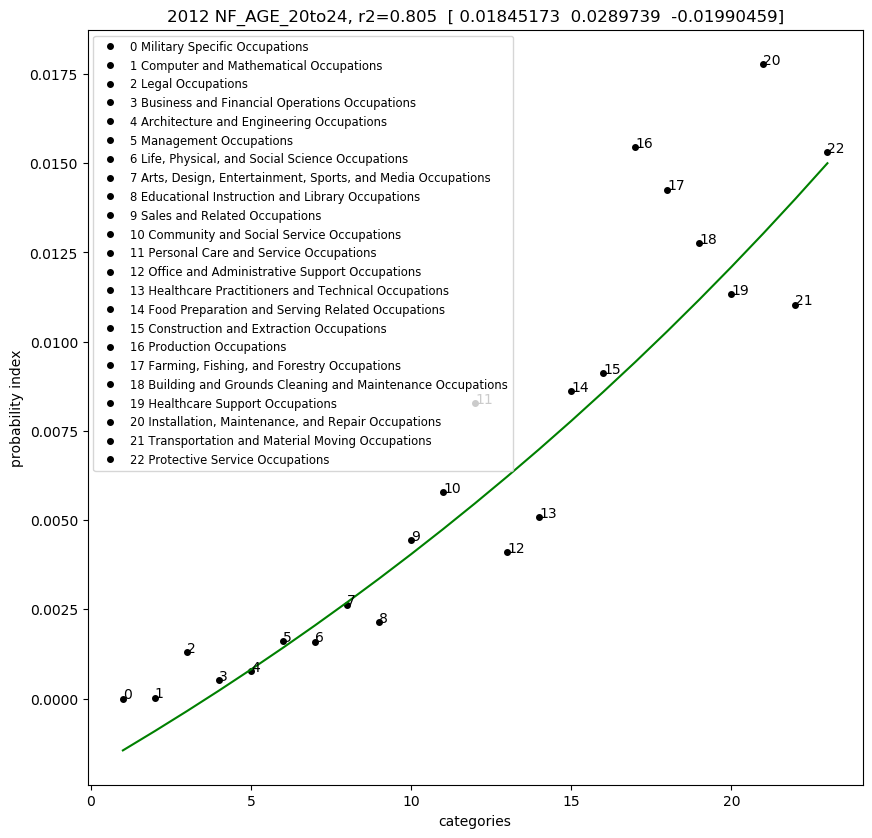 2012 NF_AGE_20to24, r2=0.805 [ 0.01845173 0.0289739 -0.01990459]
0 Military Specific Occupations
1 Computer and Mathematical Occupations
2 Legal Occupations
3 Business and Financial Operations Occupations
4 Architecture and Engineering Occupations
5 Management Occupations
6 Life, Physical, and Social Science Occupations
7 Arts, Design, Entertainment, Sports, and Media Occupations
8 Educational Instruction and Library Occupations
9 Sales and Related Occupations
10 Community and Social Service Occupations
11 Personal Care and Service Occupations
12 Office and Administrative Support Occupations
13 Healthcare Practitioners and Technical Occupations
14 Food Preparation and Serving Related Occupations
15 Construction and Extraction Occupations
16 Production Occupations
17 Farming, Fishing, and Forestry Occupations
18 Building and Grounds Cleaning and Maintenance Occupations
19 Healthcare Support Occupations
20 Installation, Maintenance, and Repair Occupations
21 Transportation and Material Moving Occupations
22 Protective Service Occupations
0.0175
0.0150
0.0125
0.0100
0.0075
0.0050
0.0025
0.0000
probability index
20
16
22
17
18
19
21
15
14
11
10
9
13
12
7
8
2
5
6
4
3
1
0
0
5
10
15
20
categories